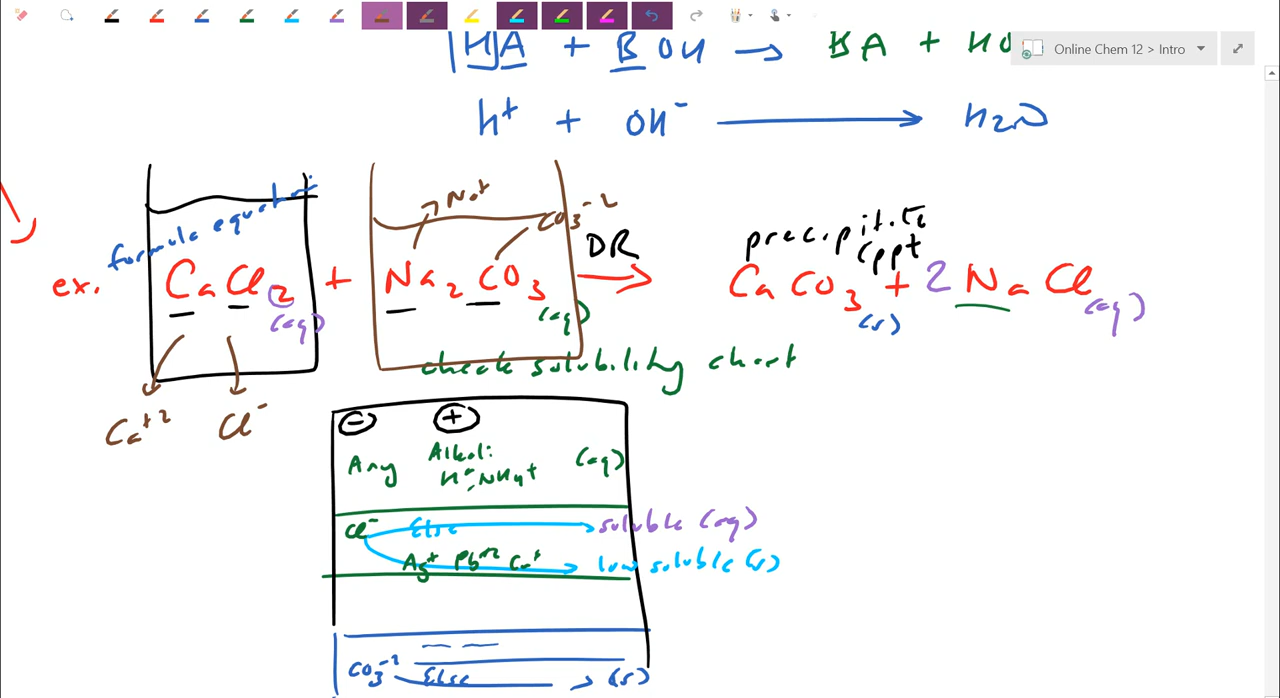 HA + BOH → BA + HO
Online Chem 12 > Intro
h⁺ + OH⁻ → H₂O
formula equation
→ Na⁺
CO₃⁻²
DR
precipitate
(ppt
ex. CaCl₂ (aq) + Na₂CO₃ (aq) → CaCO₃ (s) + 2NaCl (aq)
check solubility chart
Ca⁺² Cl⁻
⊖ ⊕
Any Alkali H⁺, NH₄⁺ (aq)
Cl⁻ Else → soluble (aq)
Ag⁺ Pb⁺² Cu⁺ → low soluble (s)
CO₃⁻² Else → (s)